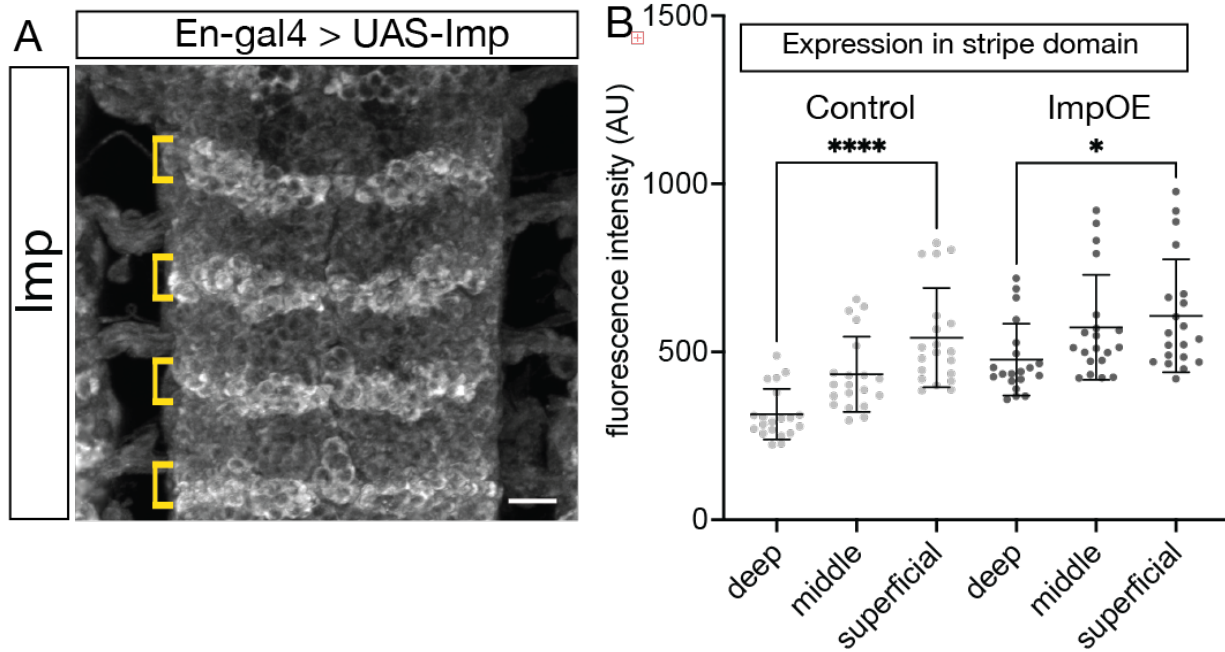 A
En-gal4 > UAS-Imp
Imp
B
Expression in stripe domain
Control
ImpOE
****
*
fluorescence intensity (AU)
1500
1000
500
0
deep
middle
superficial
deep
middle
superficial